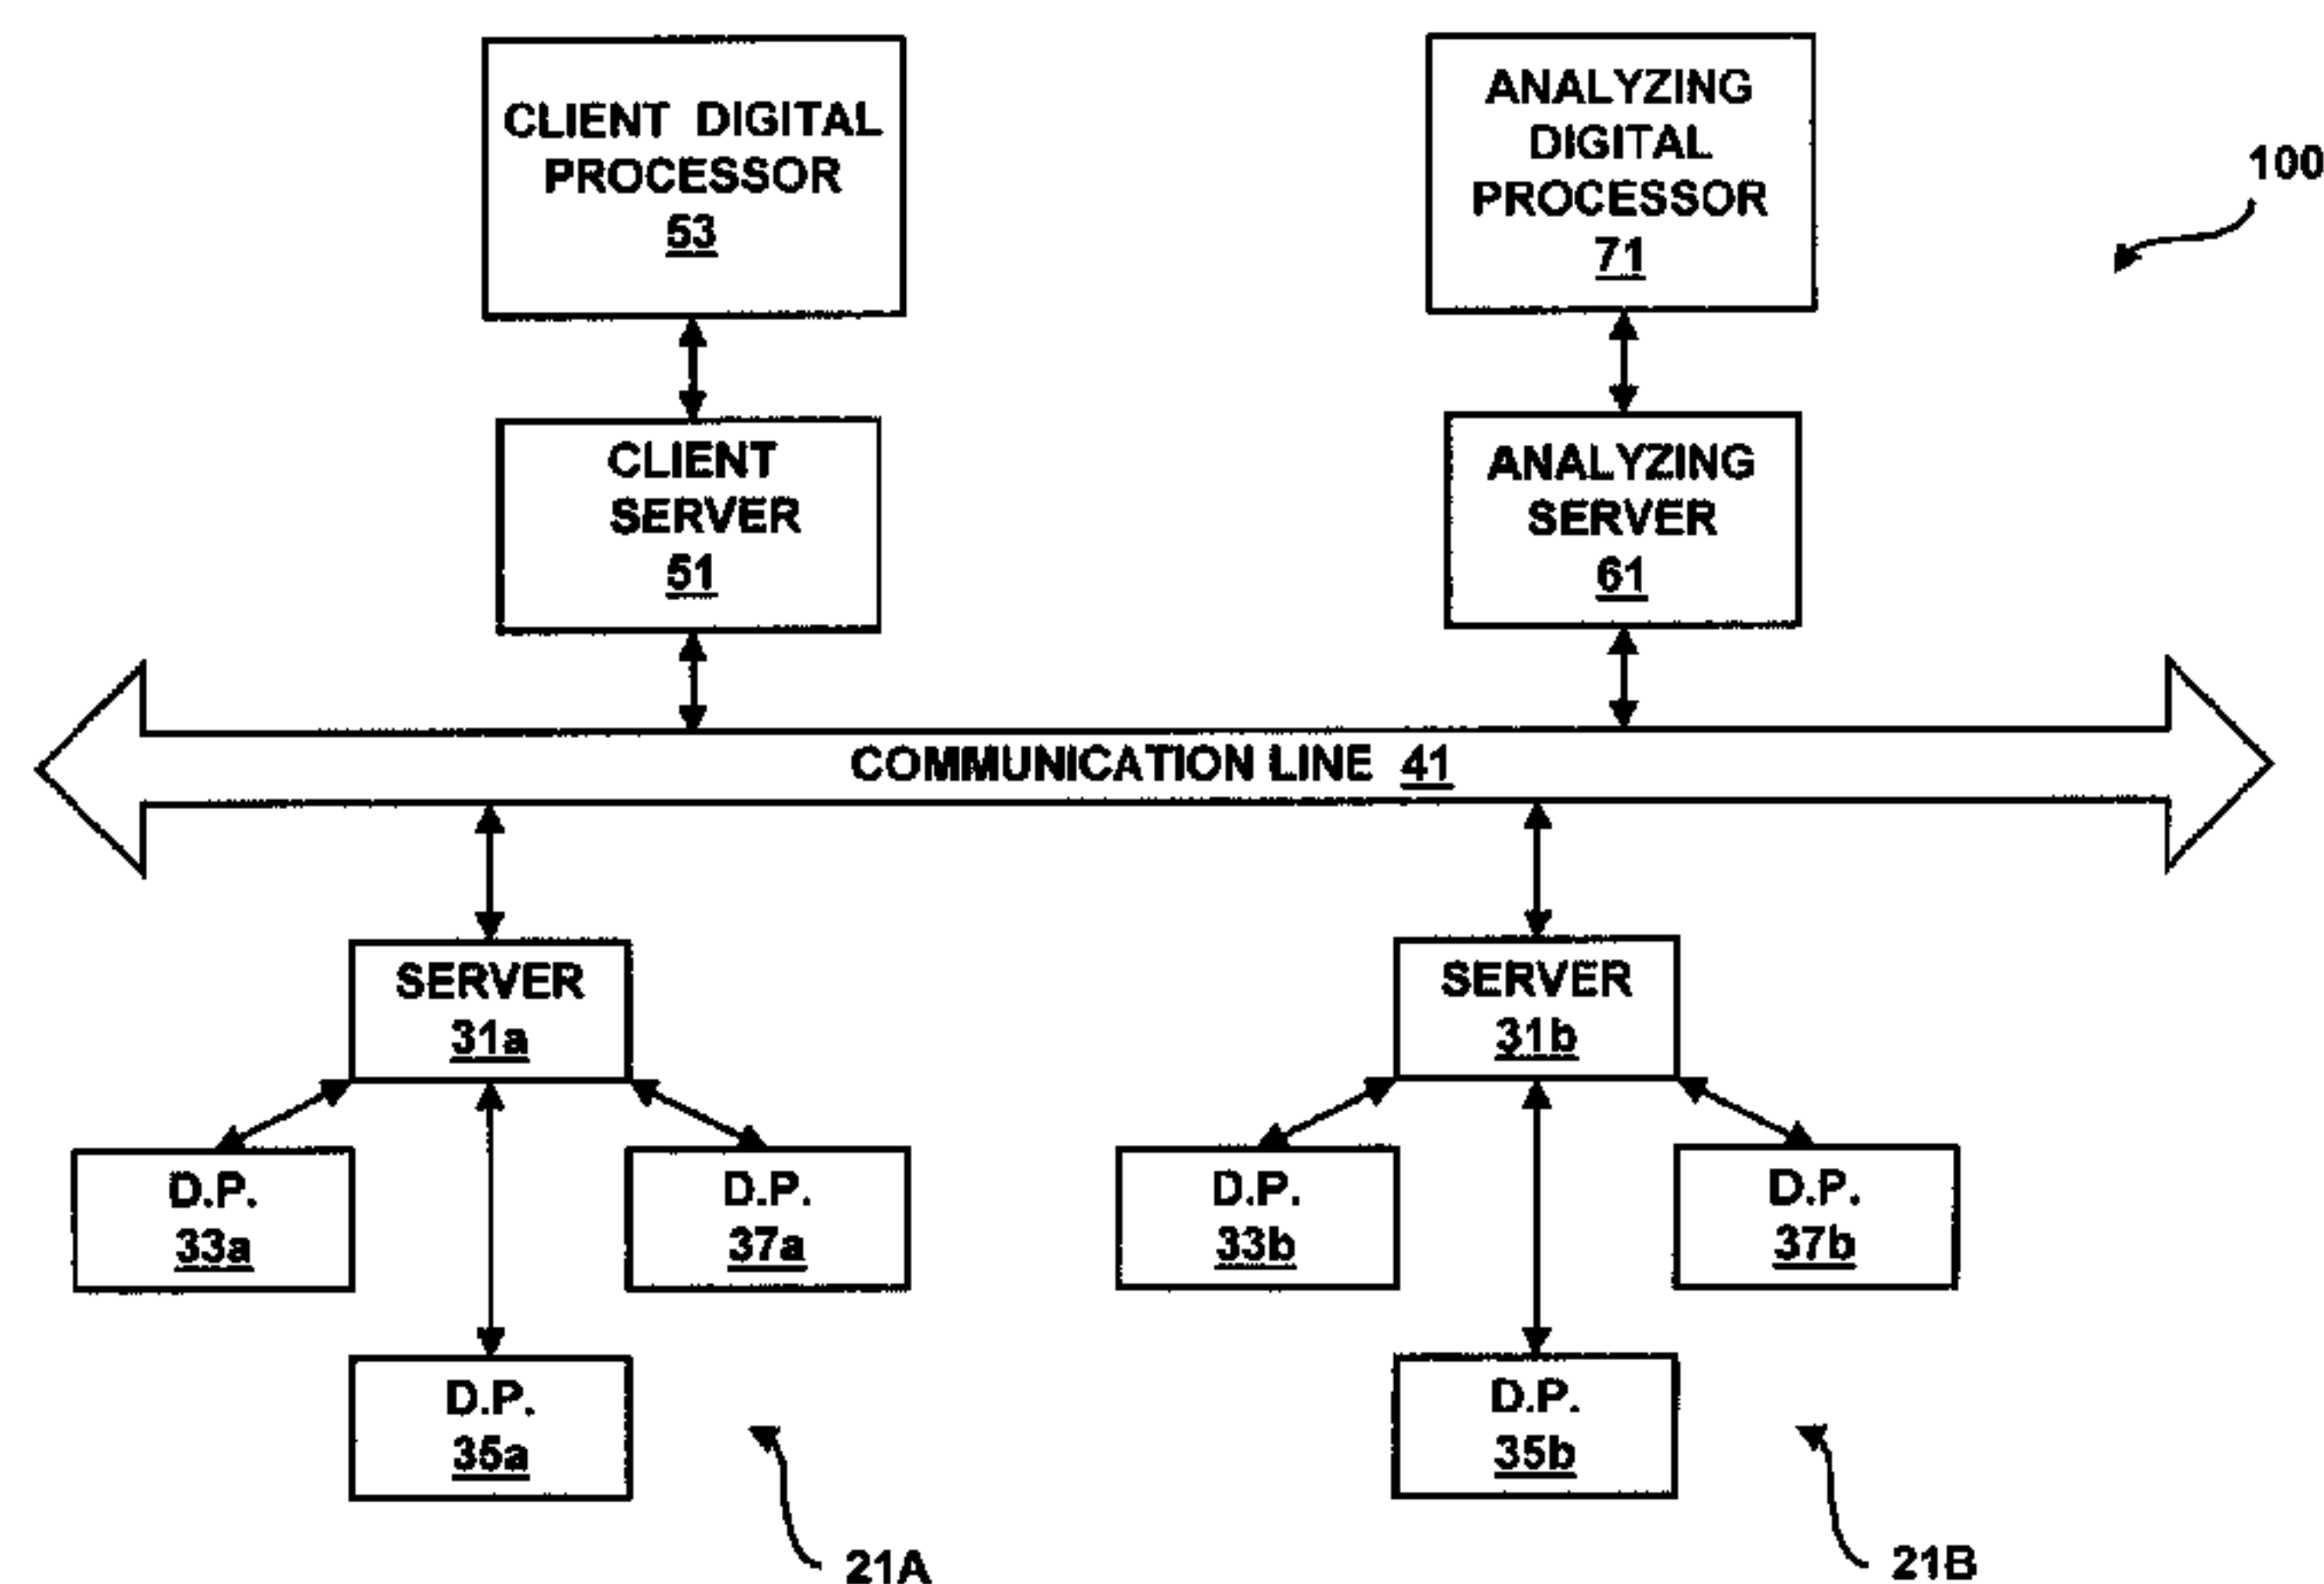 CLIENT DIGITAL
PROCESSOR
53
ANALYZING
DIGITAL
PROCESSOR
71
100
CLIENT
SERVER
51
ANALYZING
SERVER
61
COMMUNICATION LINE 41
SERVER
31a
SERVER
31b
D.P.
33a
D.P.
37a
D.P.
33b
D.P.
37b
D.P.
35a
D.P.
35b
21A
21B